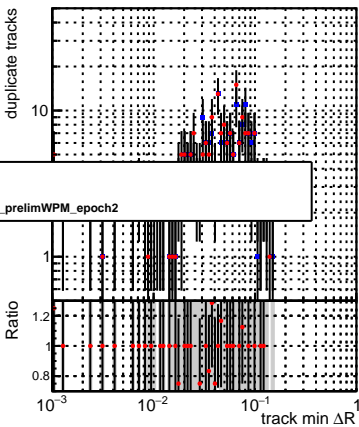 duplicate tracks
10
_prelimWPM_epoch2
1
Ratio
1.2
1
0.8
10⁻³
10⁻²
10⁻¹
1
track min ΔR